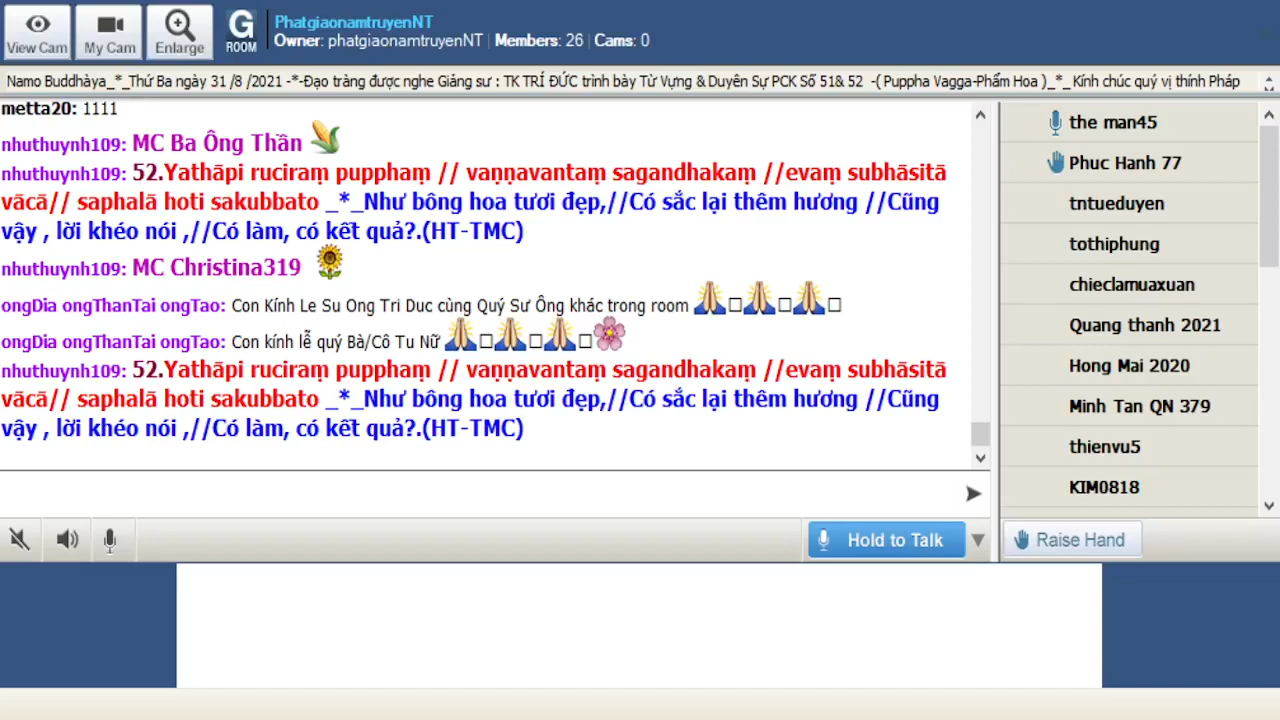 View Cam
My Cam
Enlarge
G
ROOM
PhatgiaonamtruyenNT
Owner: phatgiaonamtruyenNT | Members: 26 | Cams: 0
Namo Buddhàya_*_Thứ Ba ngày 31 /8 /2021 -*-Đạo tràng được nghe Giảng sư : TK TRÍ ĐỨC trình bày Từ Vựng & Duyên Sự PCK Số 51& 52 -( Puppha Vagga-Phẩm Hoa )_*_ Kính chúc quý vị thính Pháp
metta20: 1111
nhuthuynh109: MC Ba Ông Thần
nhuthuynh109: 52.Yathāpi ruciraṃ pupphaṃ // vaṇṇavantaṃ sagandhakaṃ //evaṃ subhāsitā
vācā// saphalā hoti sakubbato _*_Như bông hoa tươi đẹp,//Có sắc lại thêm hương //Cũng
vậy , lời khéo nói ,//Có làm, có kết quả?.(HT-TMC)
nhuthuynh109: MC Christina319
ongDia ongThanTai ongTao: Con Kính Le Su Ong Tri Duc cùng Quý Sư Ông khác trong room
ongDia ongThanTai ongTao: Con kính lễ quý Bà/Cô Tu Nữ
nhuthuynh109: 52.Yathāpi ruciraṃ pupphaṃ // vaṇṇavantaṃ sagandhakaṃ //evaṃ subhāsitā
vācā// saphalā hoti sakubbato _*_Như bông hoa tươi đẹp,//Có sắc lại thêm hương //Cũng
vậy , lời khéo nói ,//Có làm, có kết quả?.(HT-TMC)
the man45
Phuc Hanh 77
tntueduyen
tothiphung
chieclamuaxuan
Quang thanh 2021
Hong Mai 2020
Minh Tan QN 379
thienvu5
KIM0818
Hold to Talk
Raise Hand